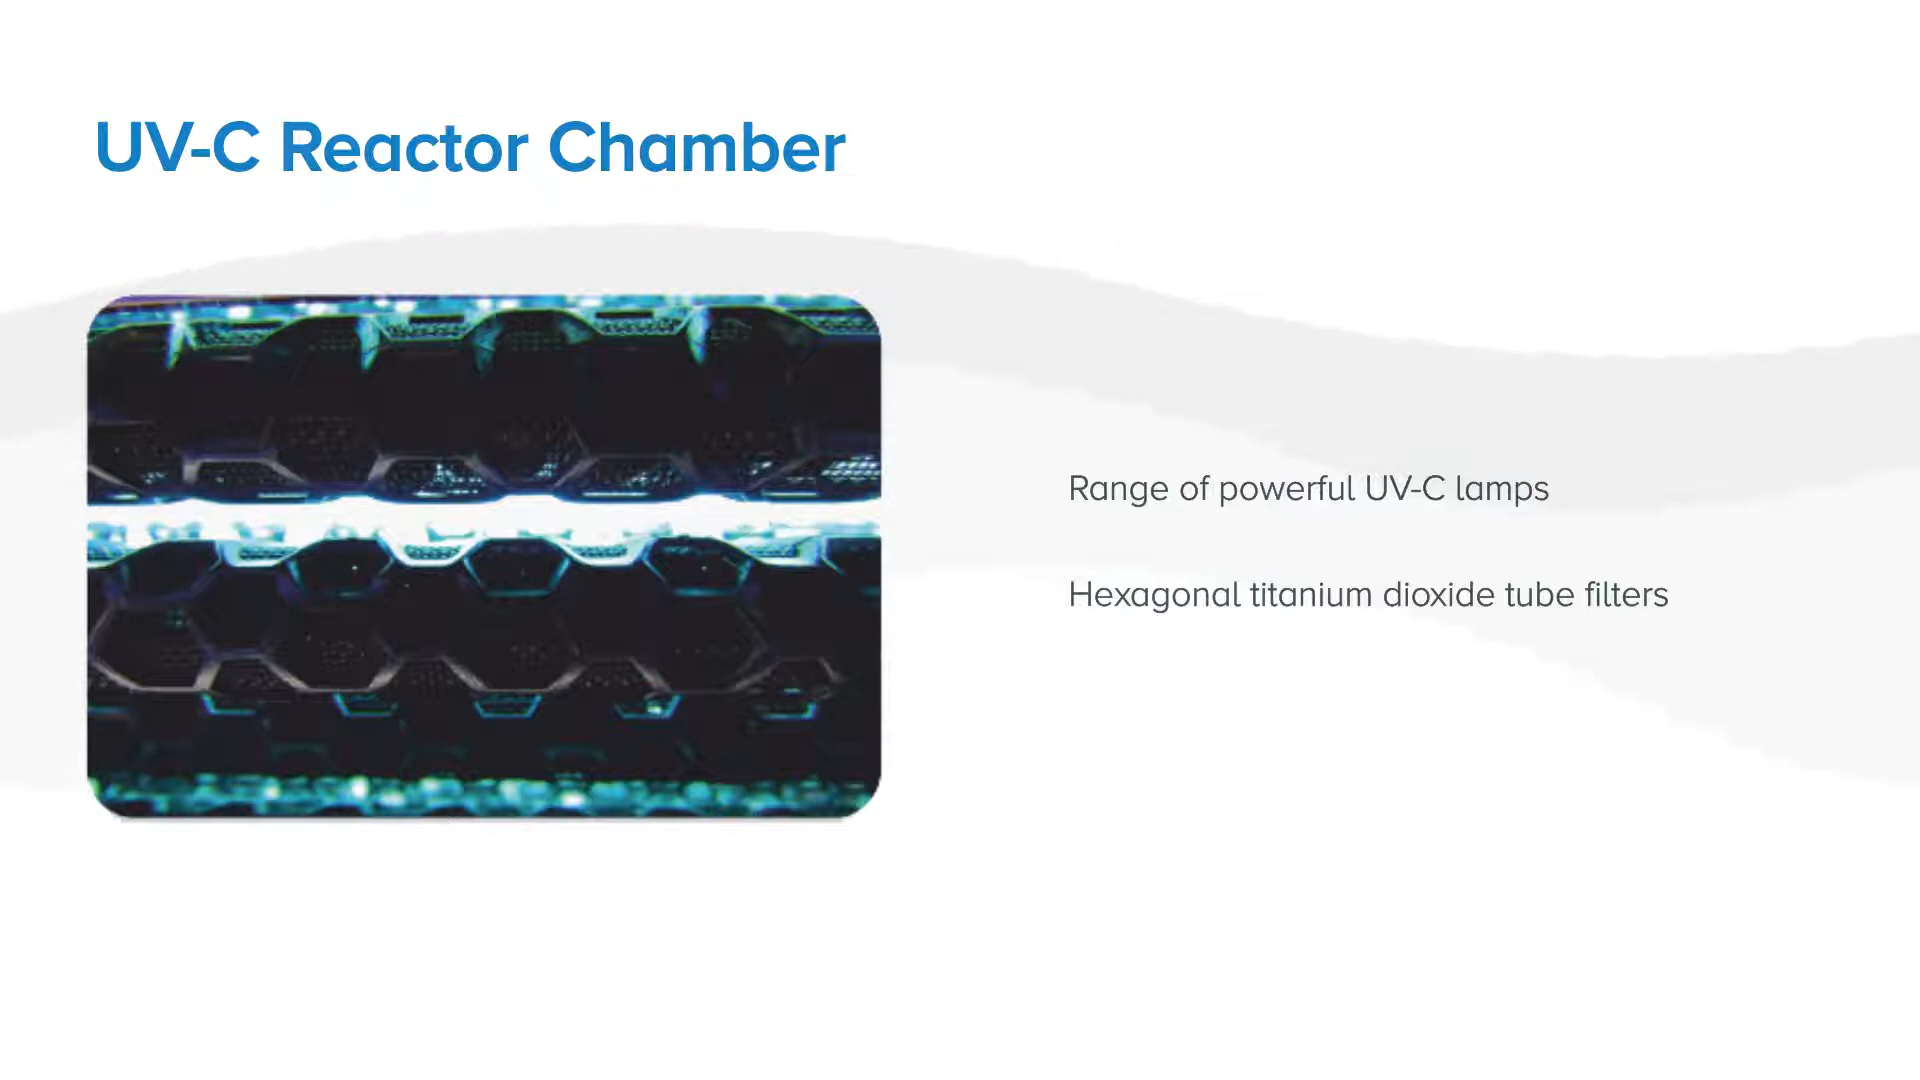 UV-C Reactor Chamber
Range of powerful UV-C lamps
Hexagonal titanium dioxide tube filters